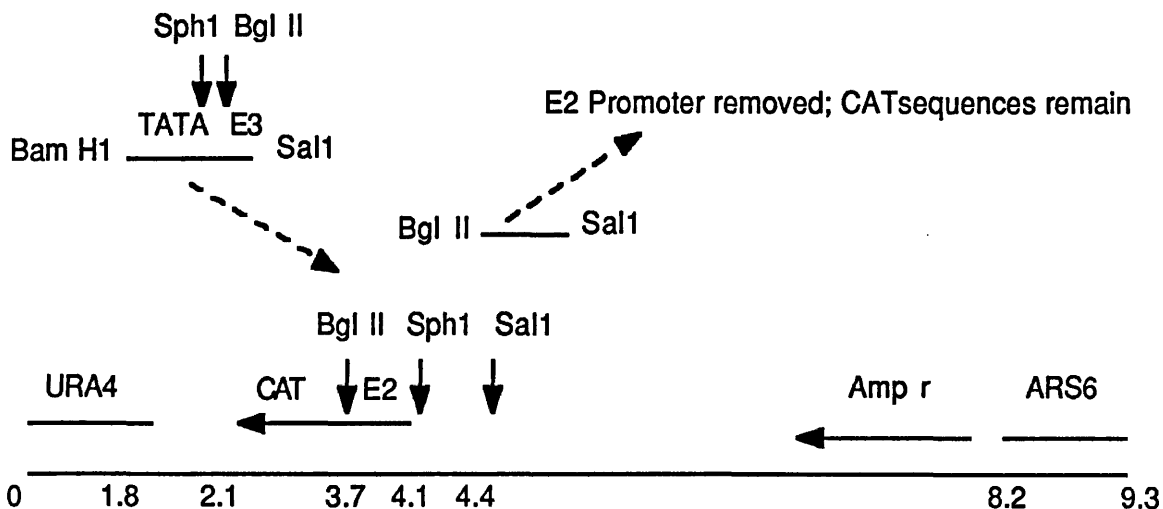 Sph1 Bgl II
E2 Promoter removed; CATsequences remain
TATA E3
Bam H1 Sal1
Bgl II Sal1
Bgl II Sph1 Sal1
URA4 CAT E2 Amp r ARS6
0 1.8 2.1 3.7 4.1 4.4 8.2 9.3